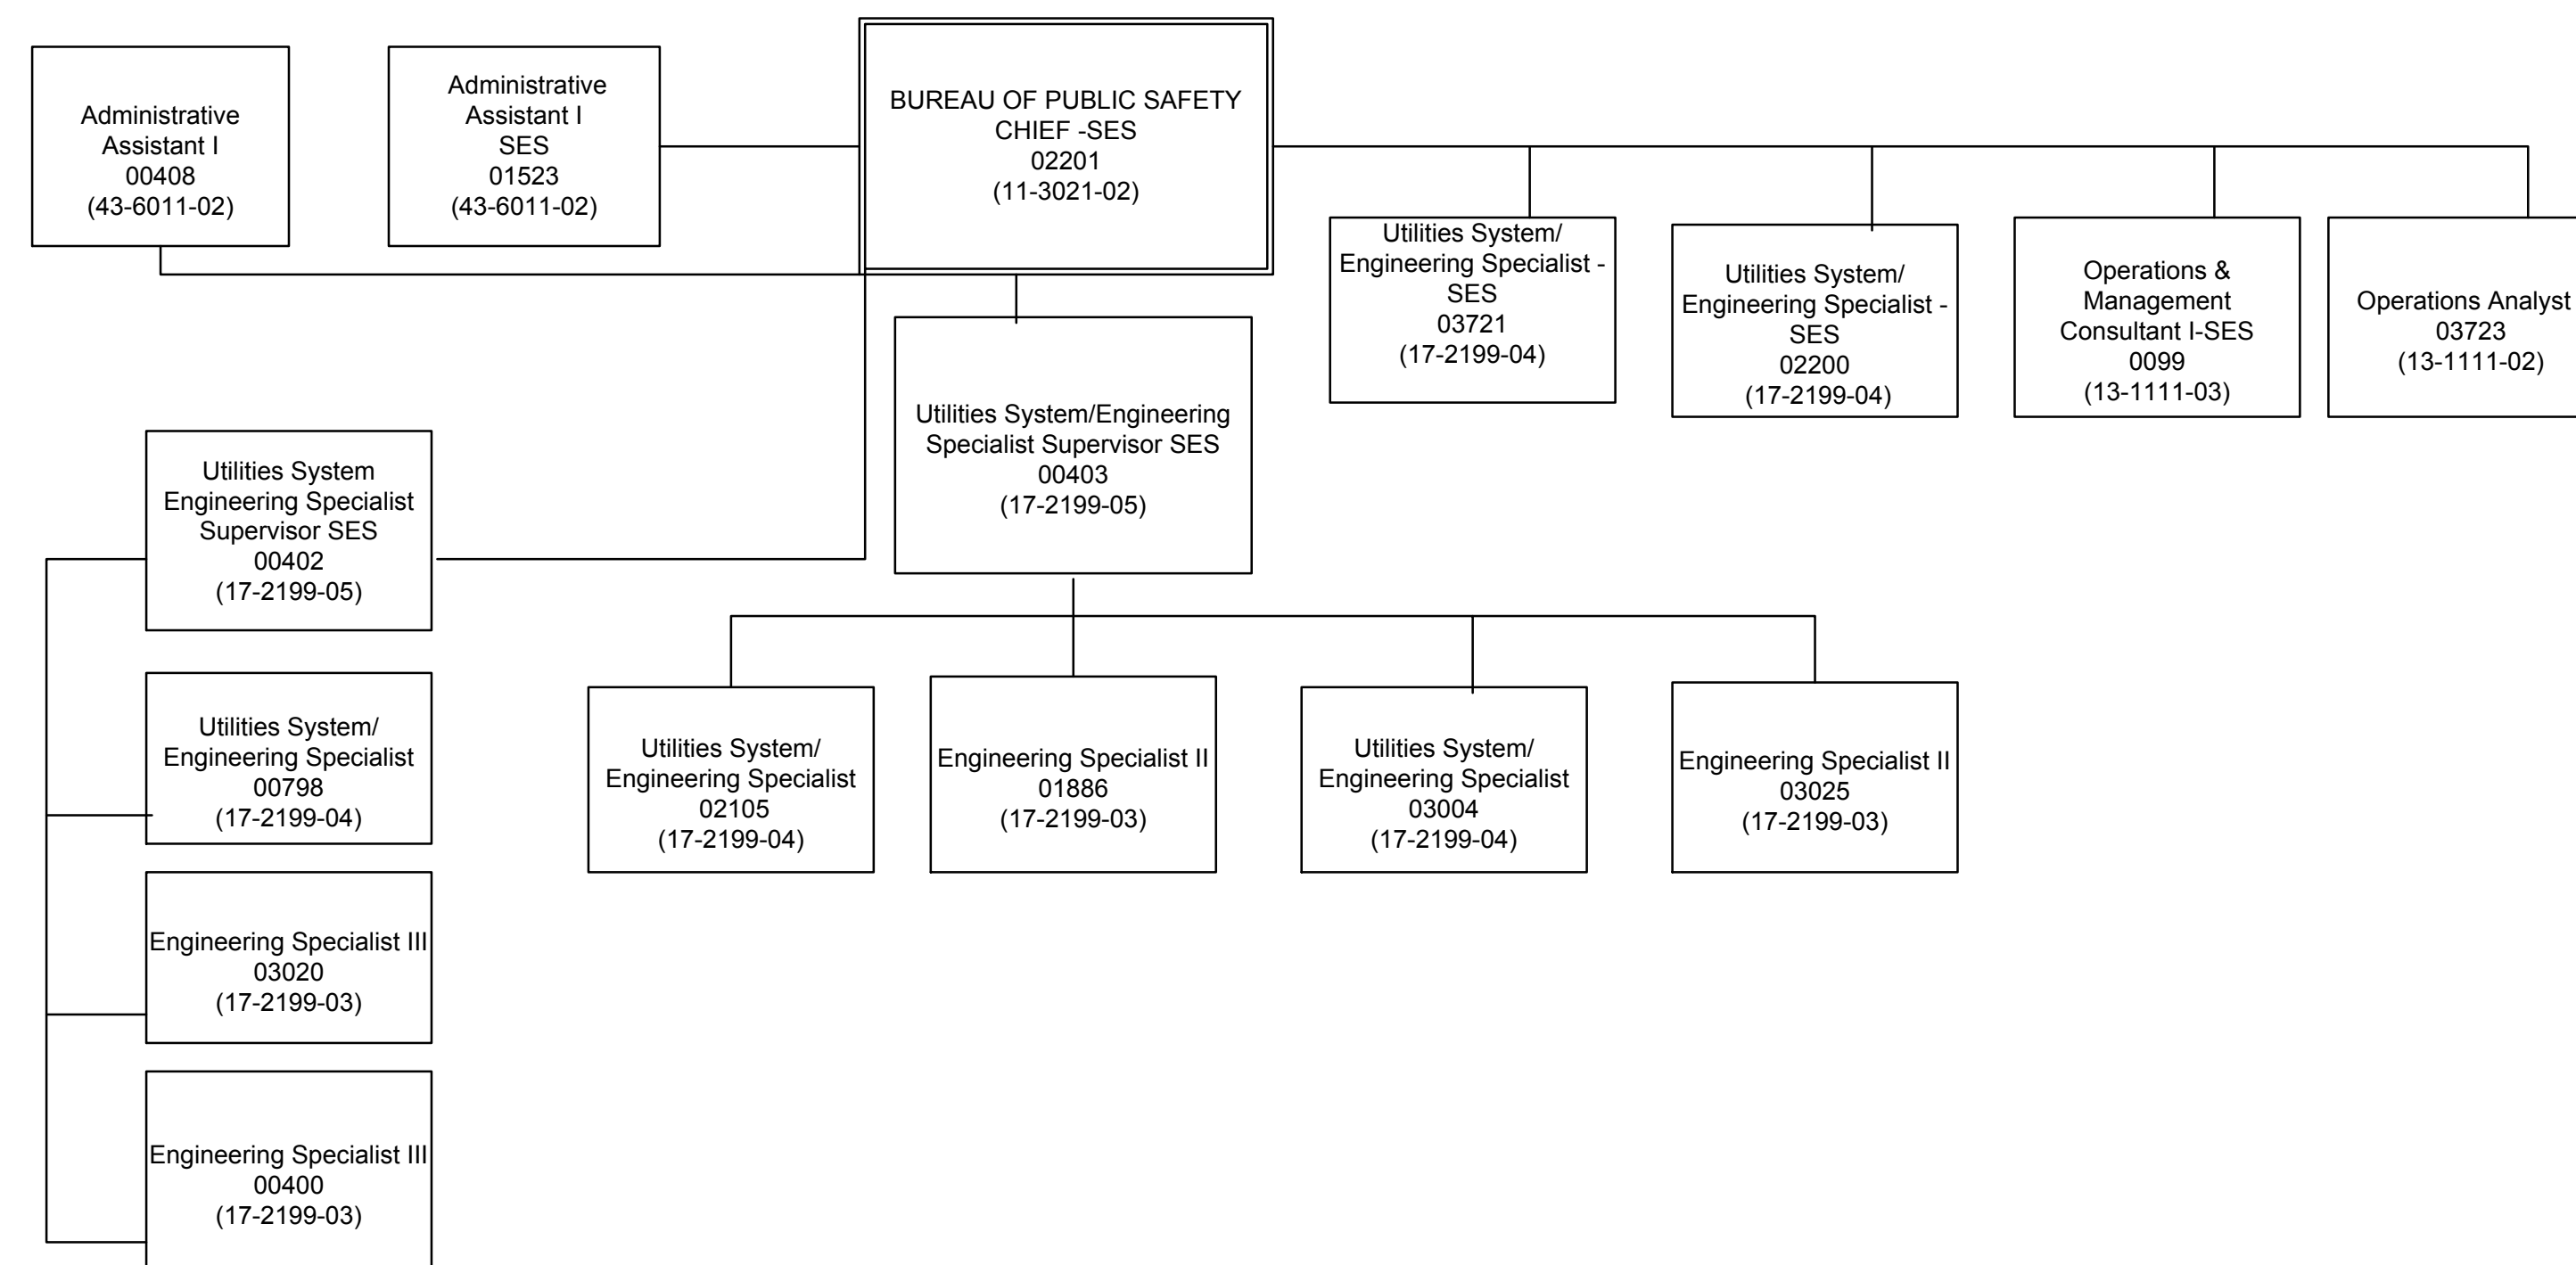 Administrative
Assistant I
00408
(43-6011-02)
Administrative
Assistant I
SES
01523
(43-6011-02)
BUREAU OF PUBLIC SAFETY
CHIEF -SES
02201
(11-3021-02)
Utilities System/
Engineering Specialist -
SES
03721
(17-2199-04)
Utilities System/
Engineering Specialist -
SES
02200
(17-2199-04)
Operations &
Management
Consultant I-SES
0099
(13-1111-03)
Operations Analyst
03723
(13-1111-02)
Utilities System/Engineering
Specialist Supervisor SES
00403
(17-2199-05)
Utilities System
Engineering Specialist
Supervisor SES
00402
(17-2199-05)
Utilities System/
Engineering Specialist
00798
(17-2199-04)
Utilities System/
Engineering Specialist
02105
(17-2199-04)
Engineering Specialist II
01886
(17-2199-03)
Utilities System/
Engineering Specialist
03004
(17-2199-04)
Engineering Specialist II
03025
(17-2199-03)
Engineering Specialist III
03020
(17-2199-03)
Engineering Specialist III
00400
(17-2199-03)